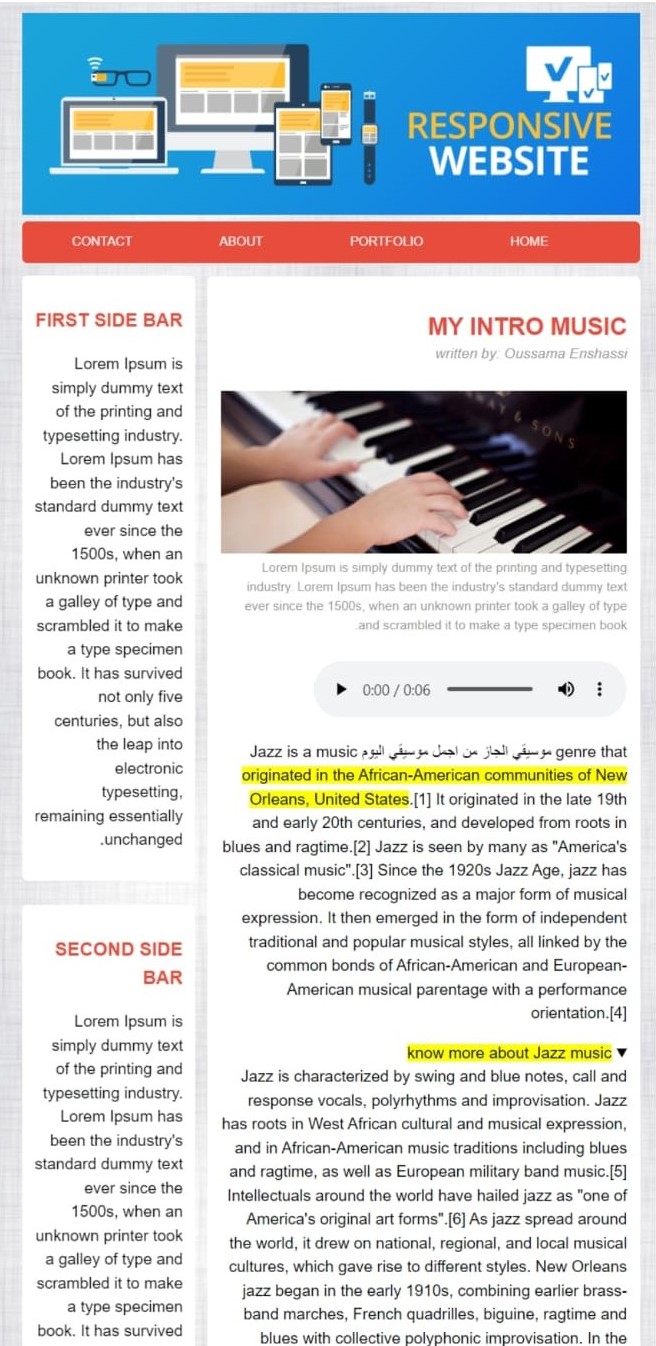 RESPONSIVE
WEBSITE
CONTACT
ABOUT
PORTFOLIO
HOME
FIRST SIDE BAR
Lorem Ipsum is
simply dummy text
of the printing and
typesetting industry.
Lorem Ipsum has
been the industry's
standard dummy text
ever since the
1500s, when an
unknown printer took
a galley of type and
scrambled it to make
a type specimen
book. It has survived
not only five
centuries, but also
the leap into
electronic
typesetting,
remaining essentially
.unchanged
SECOND SIDE
BAR
Lorem Ipsum is
simply dummy text
of the printing and
typesetting industry.
Lorem Ipsum has
been the industry's
standard dummy text
ever since the
1500s, when an
unknown printer took
a galley of type and
scrambled it to make
a type specimen
book. It has survived
MY INTRO MUSIC
written by: Oussama Enshassi
WAY & SONS
Lorem Ipsum is simply dummy text of the printing and typesetting
industry. Lorem Ipsum has been the industry's standard dummy text
ever since the 1500s, when an unknown printer took a galley of type
.and scrambled it to make a type specimen book
0:00 / 0:06
Jazz is a music موسيقي الجاز من اجمل موسيقي اليوم genre that
originated in the African-American communities of New
Orleans, United States.[1] It originated in the late 19th
and early 20th centuries, and developed from roots in
blues and ragtime.[2] Jazz is seen by many as "America's
classical music".[3] Since the 1920s Jazz Age, jazz has
become recognized as a major form of musical
expression. It then emerged in the form of independent
traditional and popular musical styles, all linked by the
common bonds of African-American and European-
American musical parentage with a performance
orientation.[4]
know more about Jazz music
Jazz is characterized by swing and blue notes, call and
response vocals, polyrhythms and improvisation. Jazz
has roots in West African cultural and musical expression,
and in African-American music traditions including blues
and ragtime, as well as European military band music.[5]
Intellectuals around the world have hailed jazz as "one of
America's original art forms".[6] As jazz spread around
the world, it drew on national, regional, and local musical
cultures, which gave rise to different styles. New Orleans
jazz began in the early 1910s, combining earlier brass-
band marches, French quadrilles, biguine, ragtime and
blues with collective polyphonic improvisation. In the